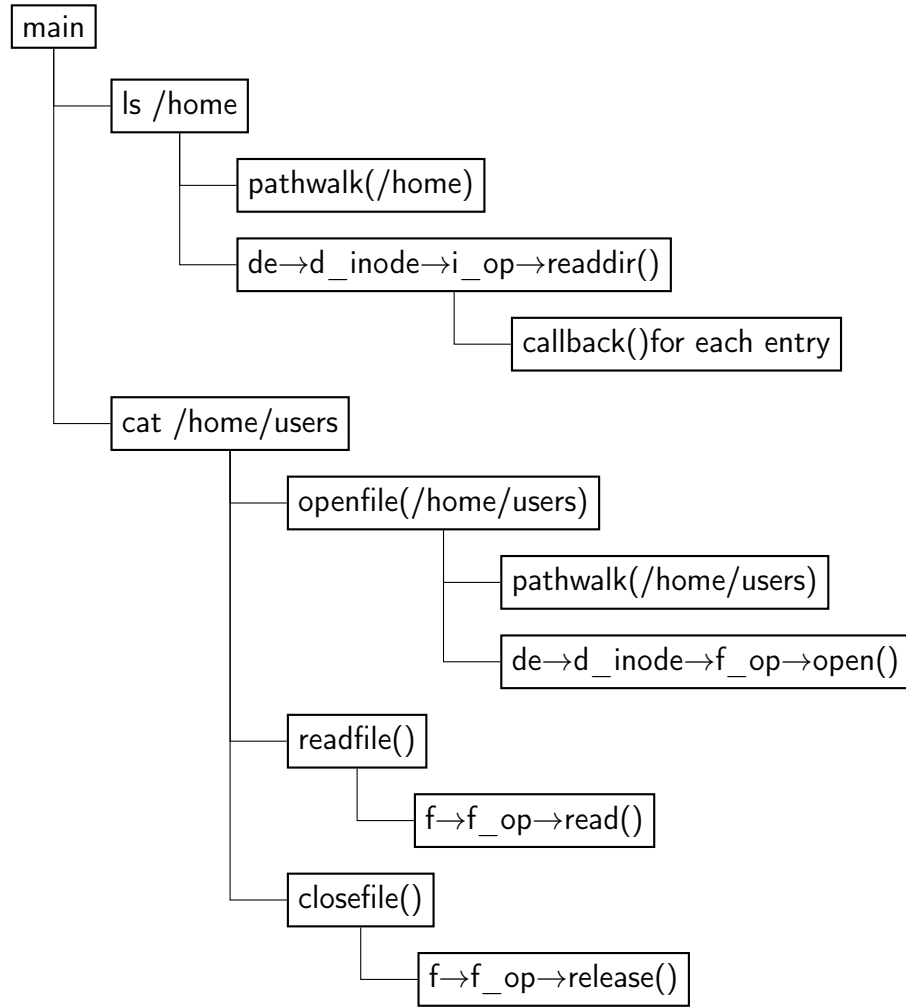 main
ls /home
pathwalk(/home)
de→d_inode→i_op→readdir()
callback()for each entry
cat /home/users
openfile(/home/users)
pathwalk(/home/users)
de→d_inode→f_op→open()
readfile()
f→f_op→read()
closefile()
f→f_op→release()